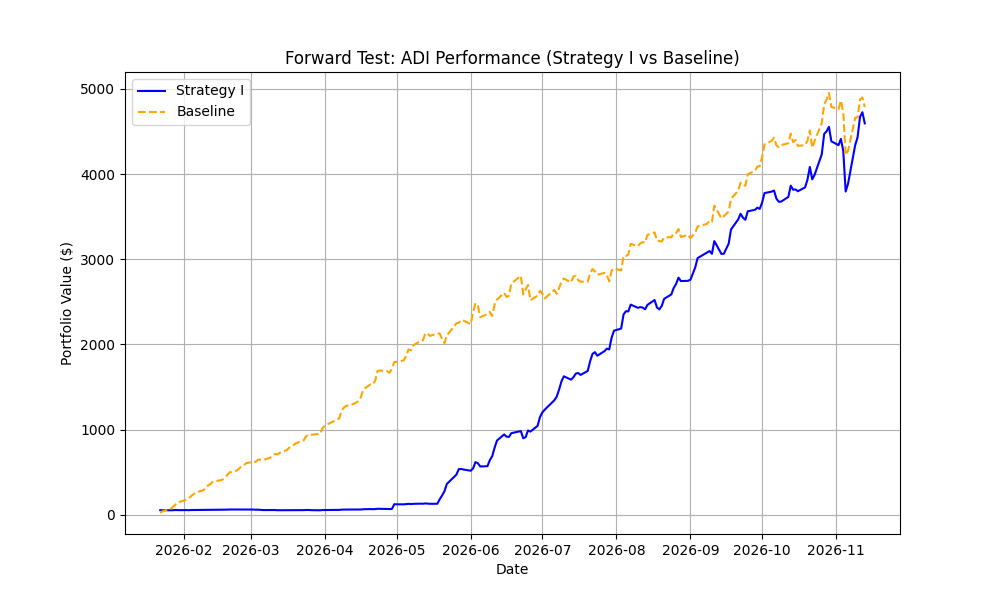 Forward Test: ADI Performance (Strategy I vs Baseline)
Strategy I
Baseline
Portfolio Value ($)
5000
4000
3000
2000
1000
0
2026-02 2026-03 2026-04 2026-05 2026-06 2026-07 2026-08 2026-09 2026-10 2026-11
Date